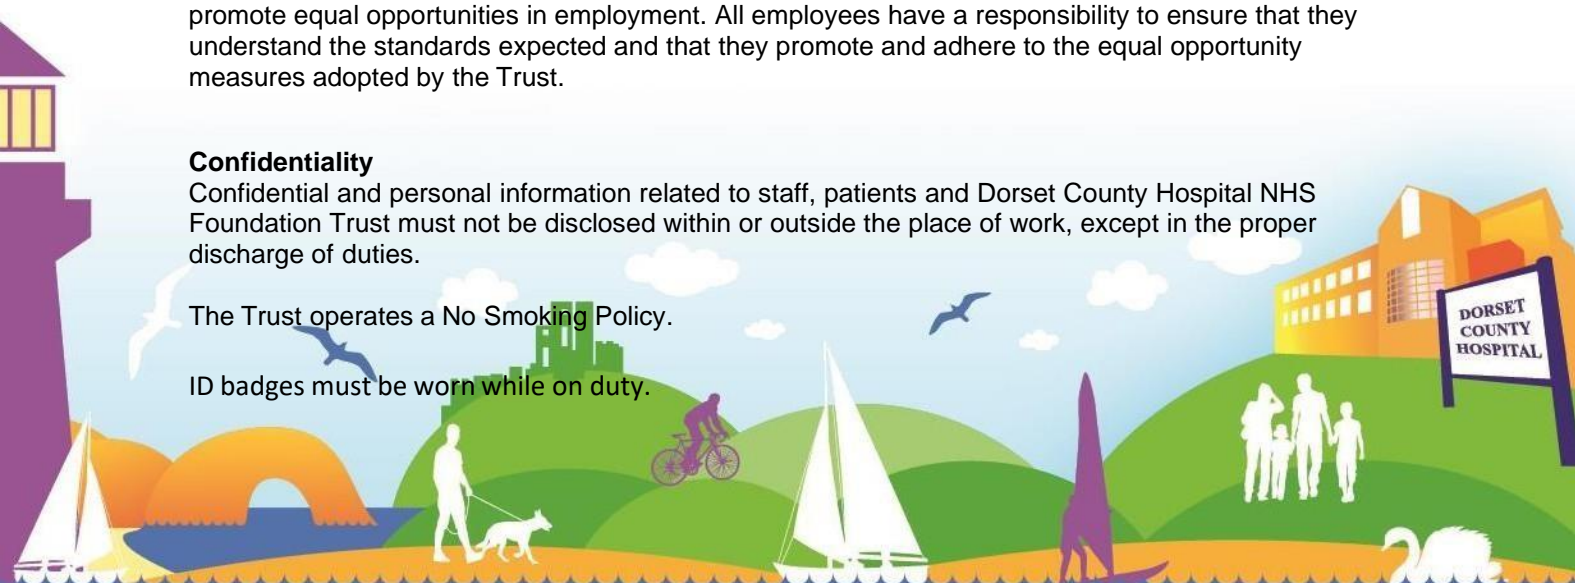 promote equal opportunities in employment. All employees have a responsibility to ensure that they
understand the standards expected and that they promote and adhere to the equal opportunity
measures adopted by the Trust.
Confidentiality
Confidential and personal information related to staff, patients and Dorset County Hospital NHS
Foundation Trust must not be disclosed within or outside the place of work, except in the proper
discharge of duties.
The Trust operates a No Smoking Policy.
ID badges must be worn while on duty.
DORSET
COUNTY
HOSPITAL